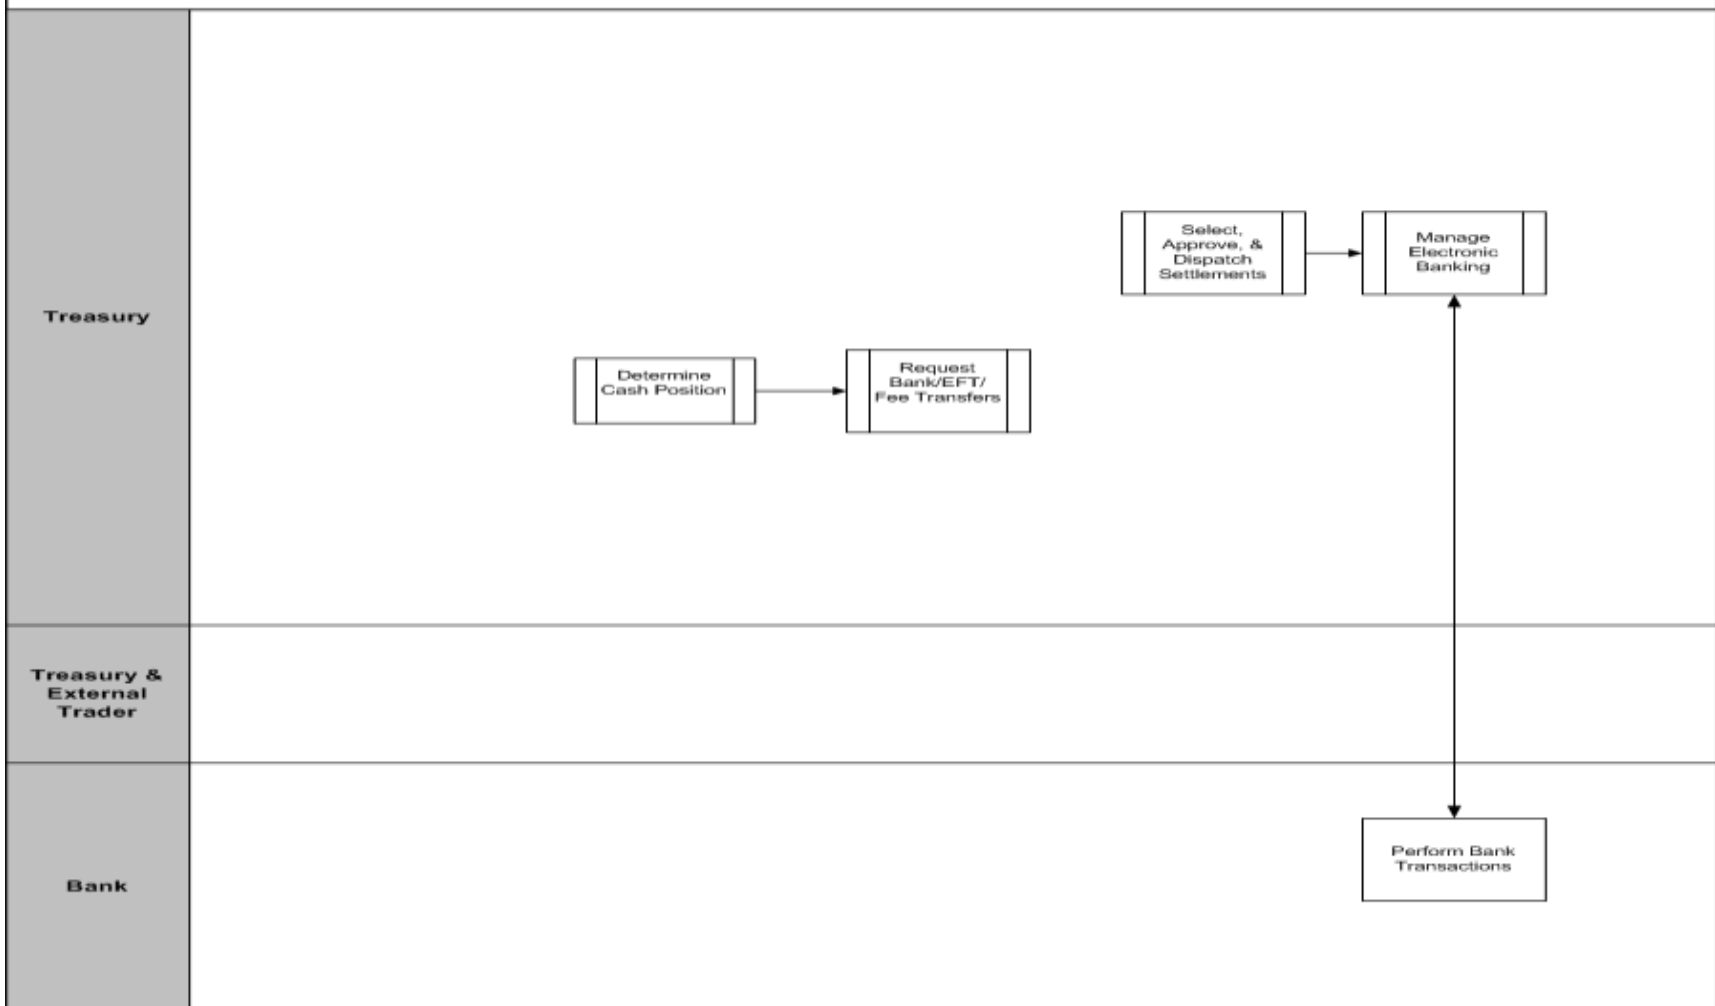 Treasury
Select,
Approve, &
Dispatch
Settlements
Manage
Electronic
Banking
Determine
Cash Position
Request
Bank/EFT/
Fee Transfers
Treasury &
External
Trader
Bank
Perform Bank
Transactions